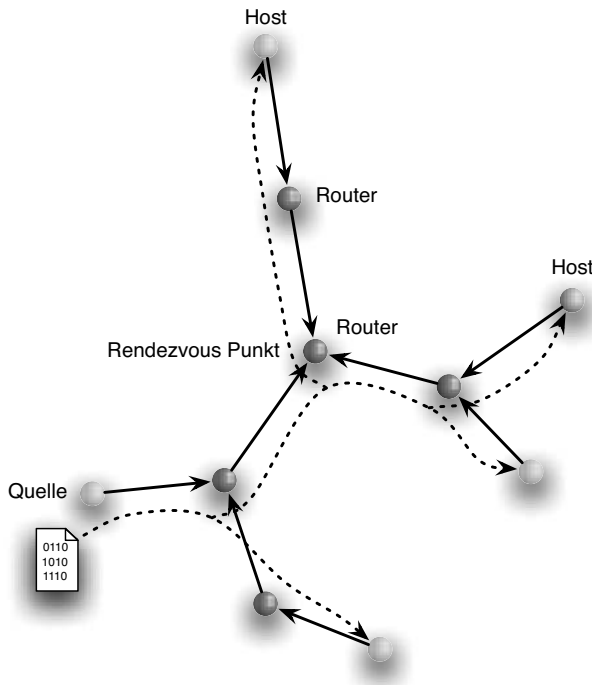 Host
Router
Host
Router
Rendezvous Punkt
Quelle
0110
1010
1110